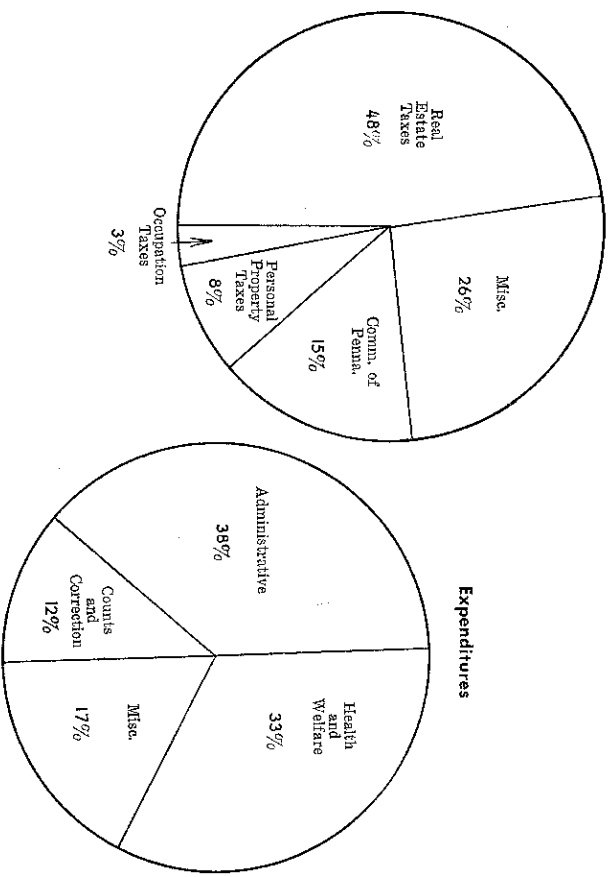 Real
Estate
Taxes
48%
Misc.
26%
Comm. of
Penna.
15%
Personal
Property
Taxes
8%
Occupation
Taxes
3%
Expenditures
Administrative
38%
Health
and
Welfare
33%
Misc.
17%
Counts
and
Correction
12%